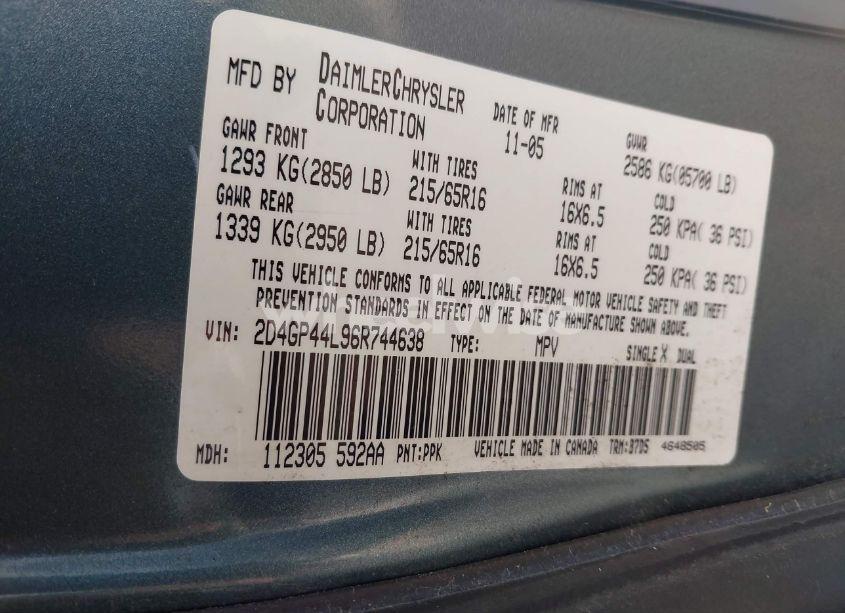 MFD BY DAIMLERCHRYSLER CORPORATION
DATE OF MFR 11-05
GVWR 2586 KG(05700 LB)
GAWR FRONT 1293 KG(2850 LB)
WITH TIRES 215/65R16
RIMS AT 16X6.5
COLD 250 KPA( 36 PSI)
GAWR REAR 1339 KG(2950 LB)
WITH TIRES 215/65R16
RIMS AT 16X6.5
COLD 250 KPA( 36 PSI)
THIS VEHICLE CONFORMS TO ALL APPLICABLE FEDERAL MOTOR VEHICLE SAFETY AND THEFT
PREVENTION STANDARDS IN EFFECT ON THE DATE OF MANUFACTURE SHOWN ABOVE.
VIN: 2D4GP44L96R744638 TYPE: MPV SINGLE X DUAL
MDH: 112305 592AA PNT:PPK VEHICLE MADE IN CANADA TRM:B7D5 4648505